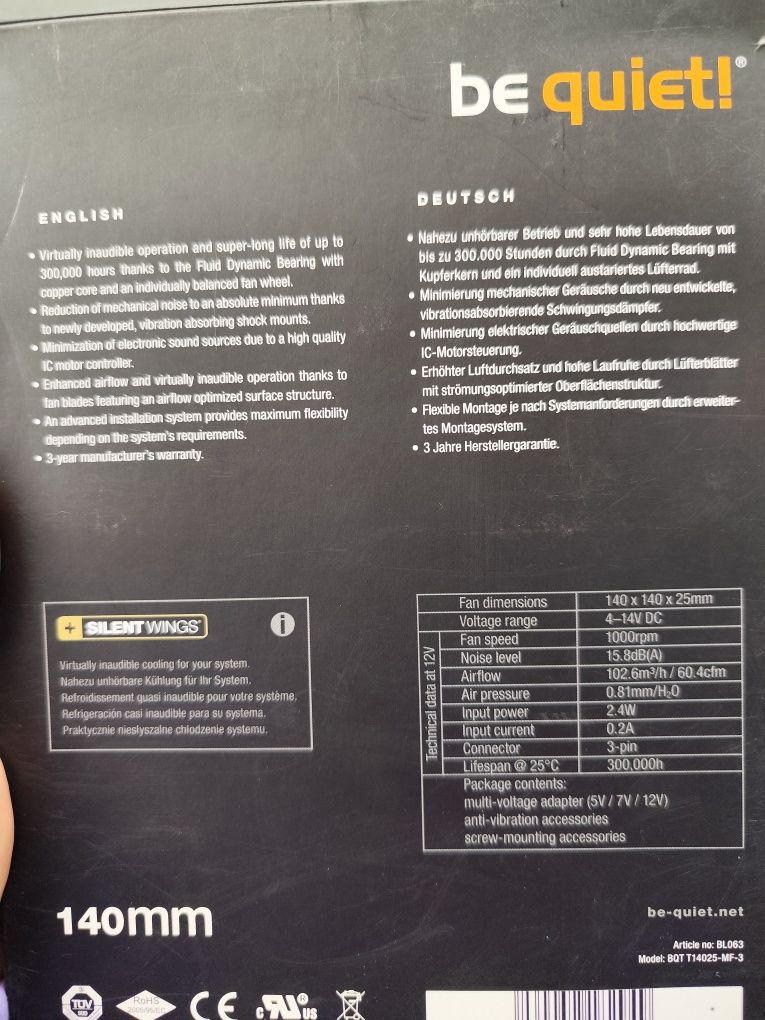 be quiet!®
ENGLISH
• Virtually inaudible operation and super-long life of up to
300,000 hours thanks to the Fluid Dynamic Bearing with
copper core and an individually balanced fan wheel.
• Reduction of mechanical noise to an absolute minimum thanks
to newly developed, vibration absorbing shock mounts.
• Minimization of electronic sound sources due to a high quality
IC motor controller.
• Enhanced airflow and virtually inaudible operation thanks to
fan blades featuring an airflow optimized surface structure.
• An advanced installation system provides maximum flexibility
depending on the system's requirements.
• 3-year manufacturer's warranty.
DEUTSCH
• Nahezu unhörbarer Betrieb und sehr hohe Lebensdauer von
bis zu 300.000 Stunden durch Fluid Dynamic Bearing mit
Kupferkern und ein individuell austariertes Lüfterrad.
• Minimierung mechanischer Geräusche durch neu entwickelte,
vibrationsabsorbierende Schwingungsdämpfer.
• Minimierung elektrischer Geräuschquellen durch hochwertige
IC-Motorsteuerung.
• Erhöhter Luftdurchsatz und hohe Laufruhe durch Lüfterblätter
mit strömungsoptimierter Oberflächenstruktur.
• Flexible Montage je nach Systemanforderungen durch erweiter-
tes Montagesystem.
• 3 Jahre Herstellergarantie.
+ SILENT WINGS® i
Virtually inaudible cooling for your system.
Nahezu unhörbare Kühlung für Ihr System.
Refroidissement quasi inaudible pour votre système.
Refrigeración casi inaudible para su systema.
Praktycznie niesłyszalne chlodzenie systemu.
Fan dimensions 140 x 140 x 25mm
Voltage range 4–14V DC
Technical data at 12V
Fan speed 1000rpm
Noise level 15.8dB(A)
Airflow 102.6m³/h / 60.4cfm
Air pressure 0.81mm/H₂O
Input power 2.4W
Input current 0.2A
Connector 3-pin
Lifespan @ 25°C 300,000h
Package contents:
multi-voltage adapter (5V / 7V / 12V)
anti-vibration accessories
screw-mounting accessories
140mm
be-quiet.net
Article no: BL063
Model: BQT T14025-MF-3
TÜV
SÜD
RoHS
2005/95/EC
CE
c RU® US